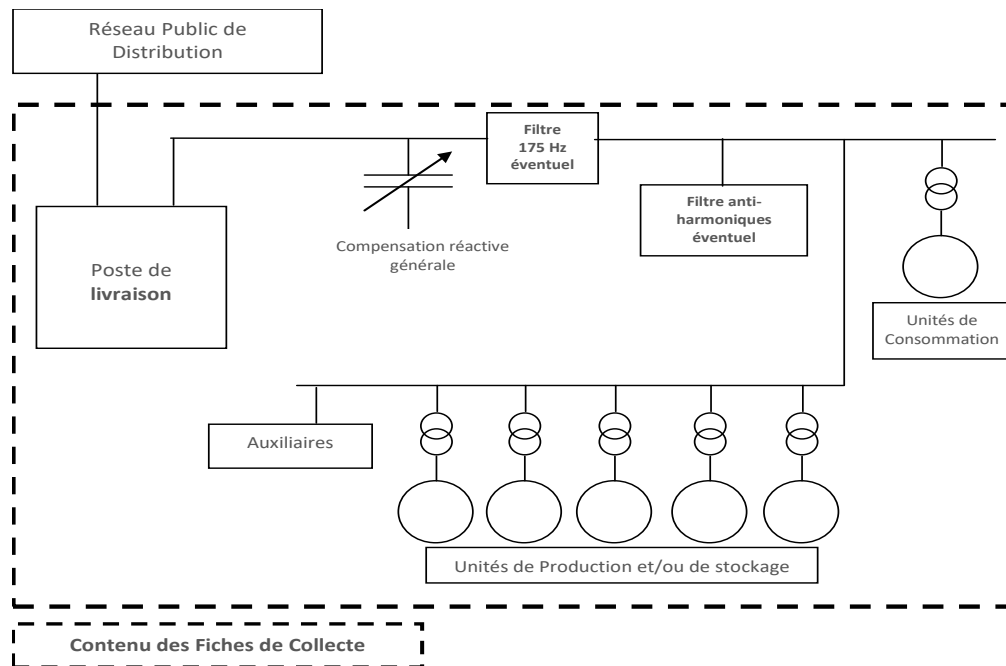 Réseau Public de
Distribution
Filtre
175 Hz
éventuel
Filtre anti-
harmoniques
éventuel
Compensation réactive
générale
Poste de
livraison
Unités de
Consommation
Auxiliaires
Unités de Production et/ou de stockage
Contenu des Fiches de Collecte